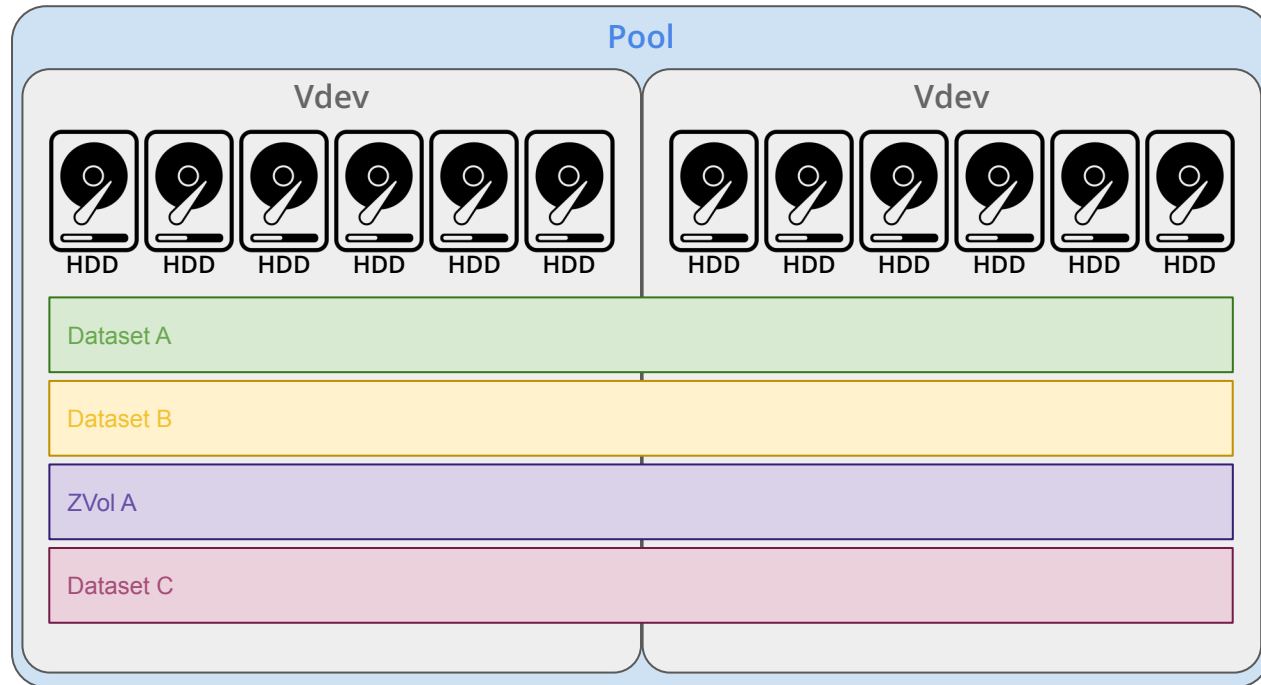 Pool
Vdev Vdev
HDD HDD HDD HDD HDD HDD HDD HDD HDD HDD HDD HDD
Dataset A
Dataset B
ZVol A
Dataset C